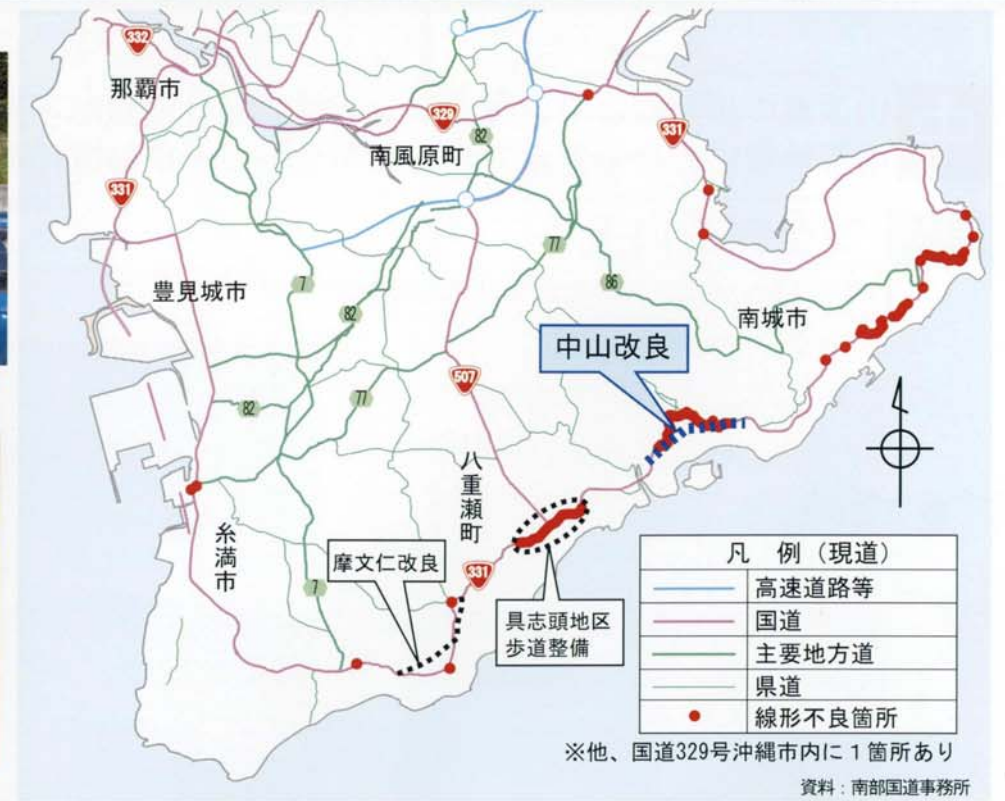 332
那覇市
329
331
82
南風原町
331
77
86
7
豊見城市
82
南城市
中山改良
507
77
82
八重瀬町
糸満市
摩文仁改良
331
7
具志頭地区
歩道整備
凡 例（現道）
高速道路等
国道
主要地方道
県道
線形不良箇所
※他、国道329号沖縄市内に１箇所あり
資料：南部国道事務所